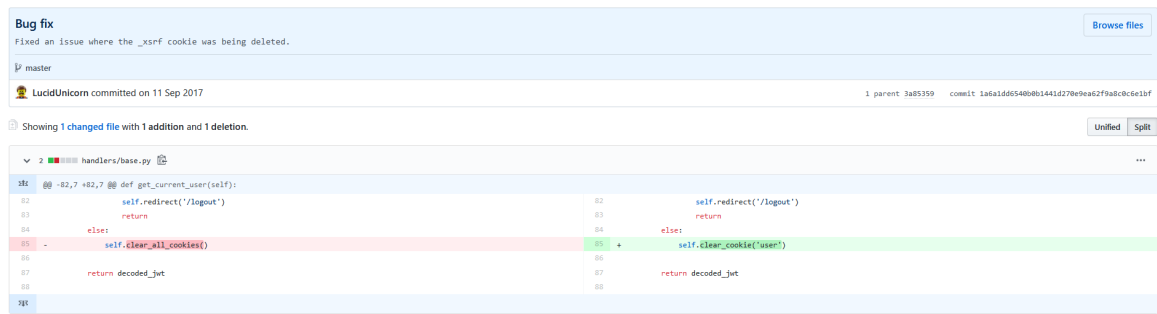 Bug fix
Browse files
Fixed an issue where the _xsrf cookie was being deleted.
master
LucidUnicorn committed on 11 Sep 2017
1 parent 3a85359 commit 1a6a1dd6540b0b1441d270e9ea62f9a8c0c6e1bf
Showing 1 changed file with 1 addition and 1 deletion.
Unified Split
2 handlers/base.py
@@ -82,7 +82,7 @@ def get_current_user(self):
82 self.redirect('/logout') 82 self.redirect('/logout')
83 return 83 return
84 else: 84 else:
85 - self.clear_all_cookies() 85 + self.clear_cookie('user')
86 86
87 return decoded_jwt 87 return decoded_jwt
88 88